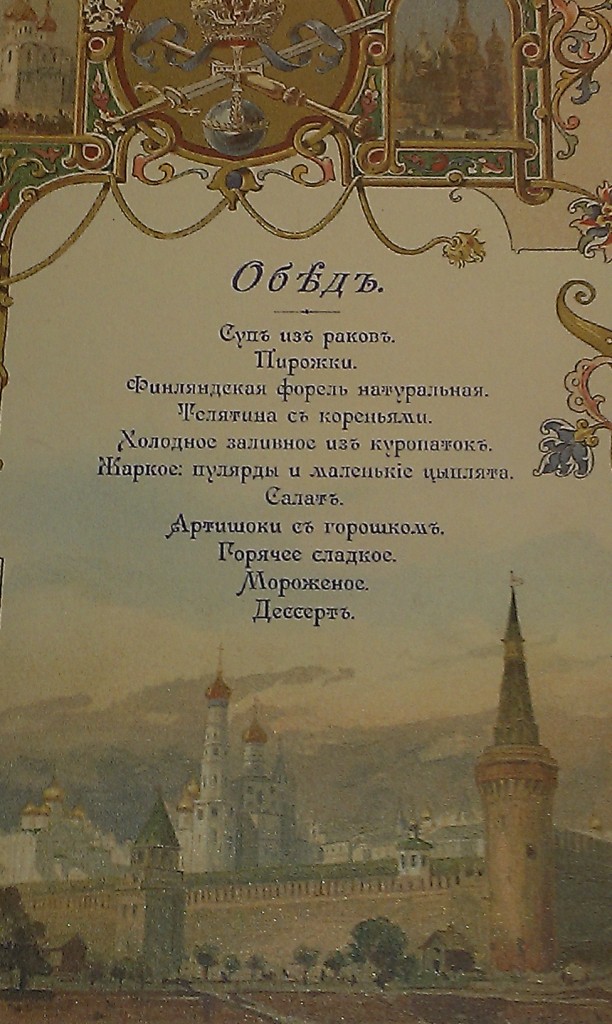 Обѣдъ.
Супъ изъ раковъ.
Пирожки.
Финляндская форель натуральная.
Телятина съ кореньями.
Холодное заливное изъ куропатокъ.
Жаркое: пулярды и маленькіе цыплята.
Салатъ.
Артишоки съ горошкомъ.
Горячее сладкое.
Мороженое.
Дессертъ.